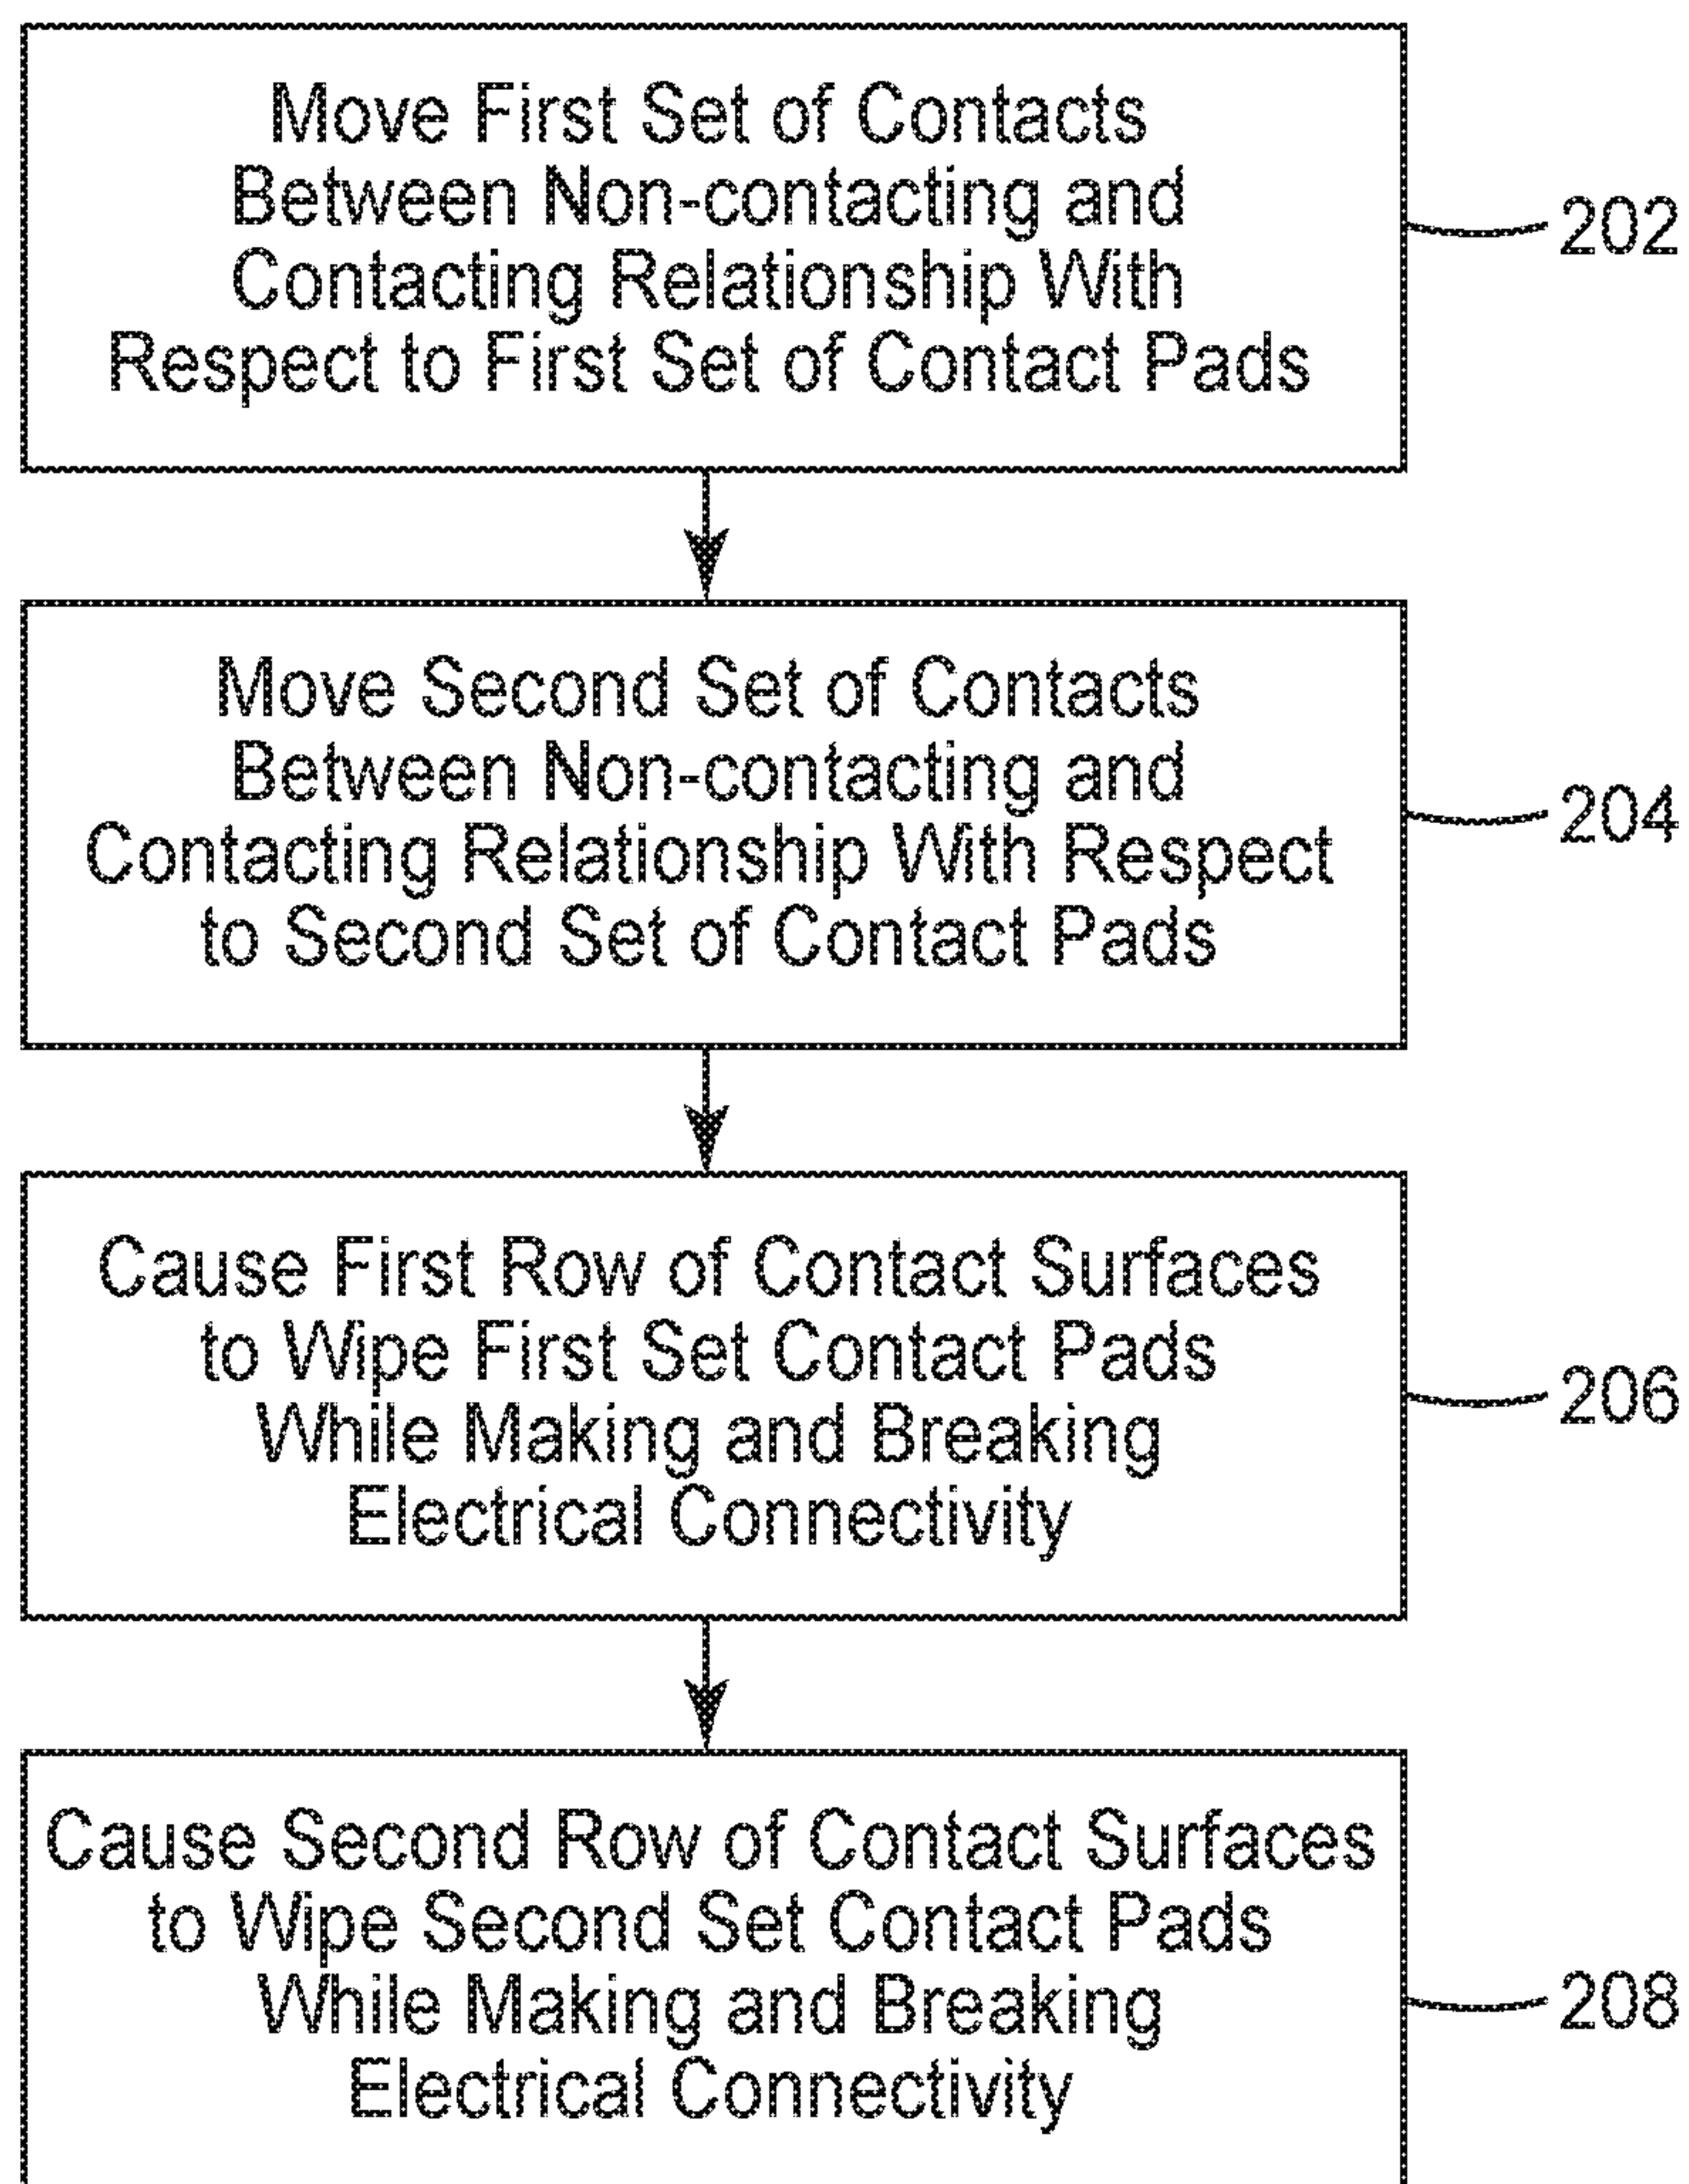 Move First Set of Contacts
Between Non-contacting and
Contacting Relationship With
Respect to First Set of Contact Pads
202
Move Second Set of Contacts
Between Non-contacting and
Contacting Relationship With Respect
to Second Set of Contact Pads
204
Cause First Row of Contact Surfaces
to Wipe First Set Contact Pads
While Making and Breaking
Electrical Connectivity
206
Cause Second Row of Contact Surfaces
to Wipe Second Set Contact Pads
While Making and Breaking
Electrical Connectivity
208